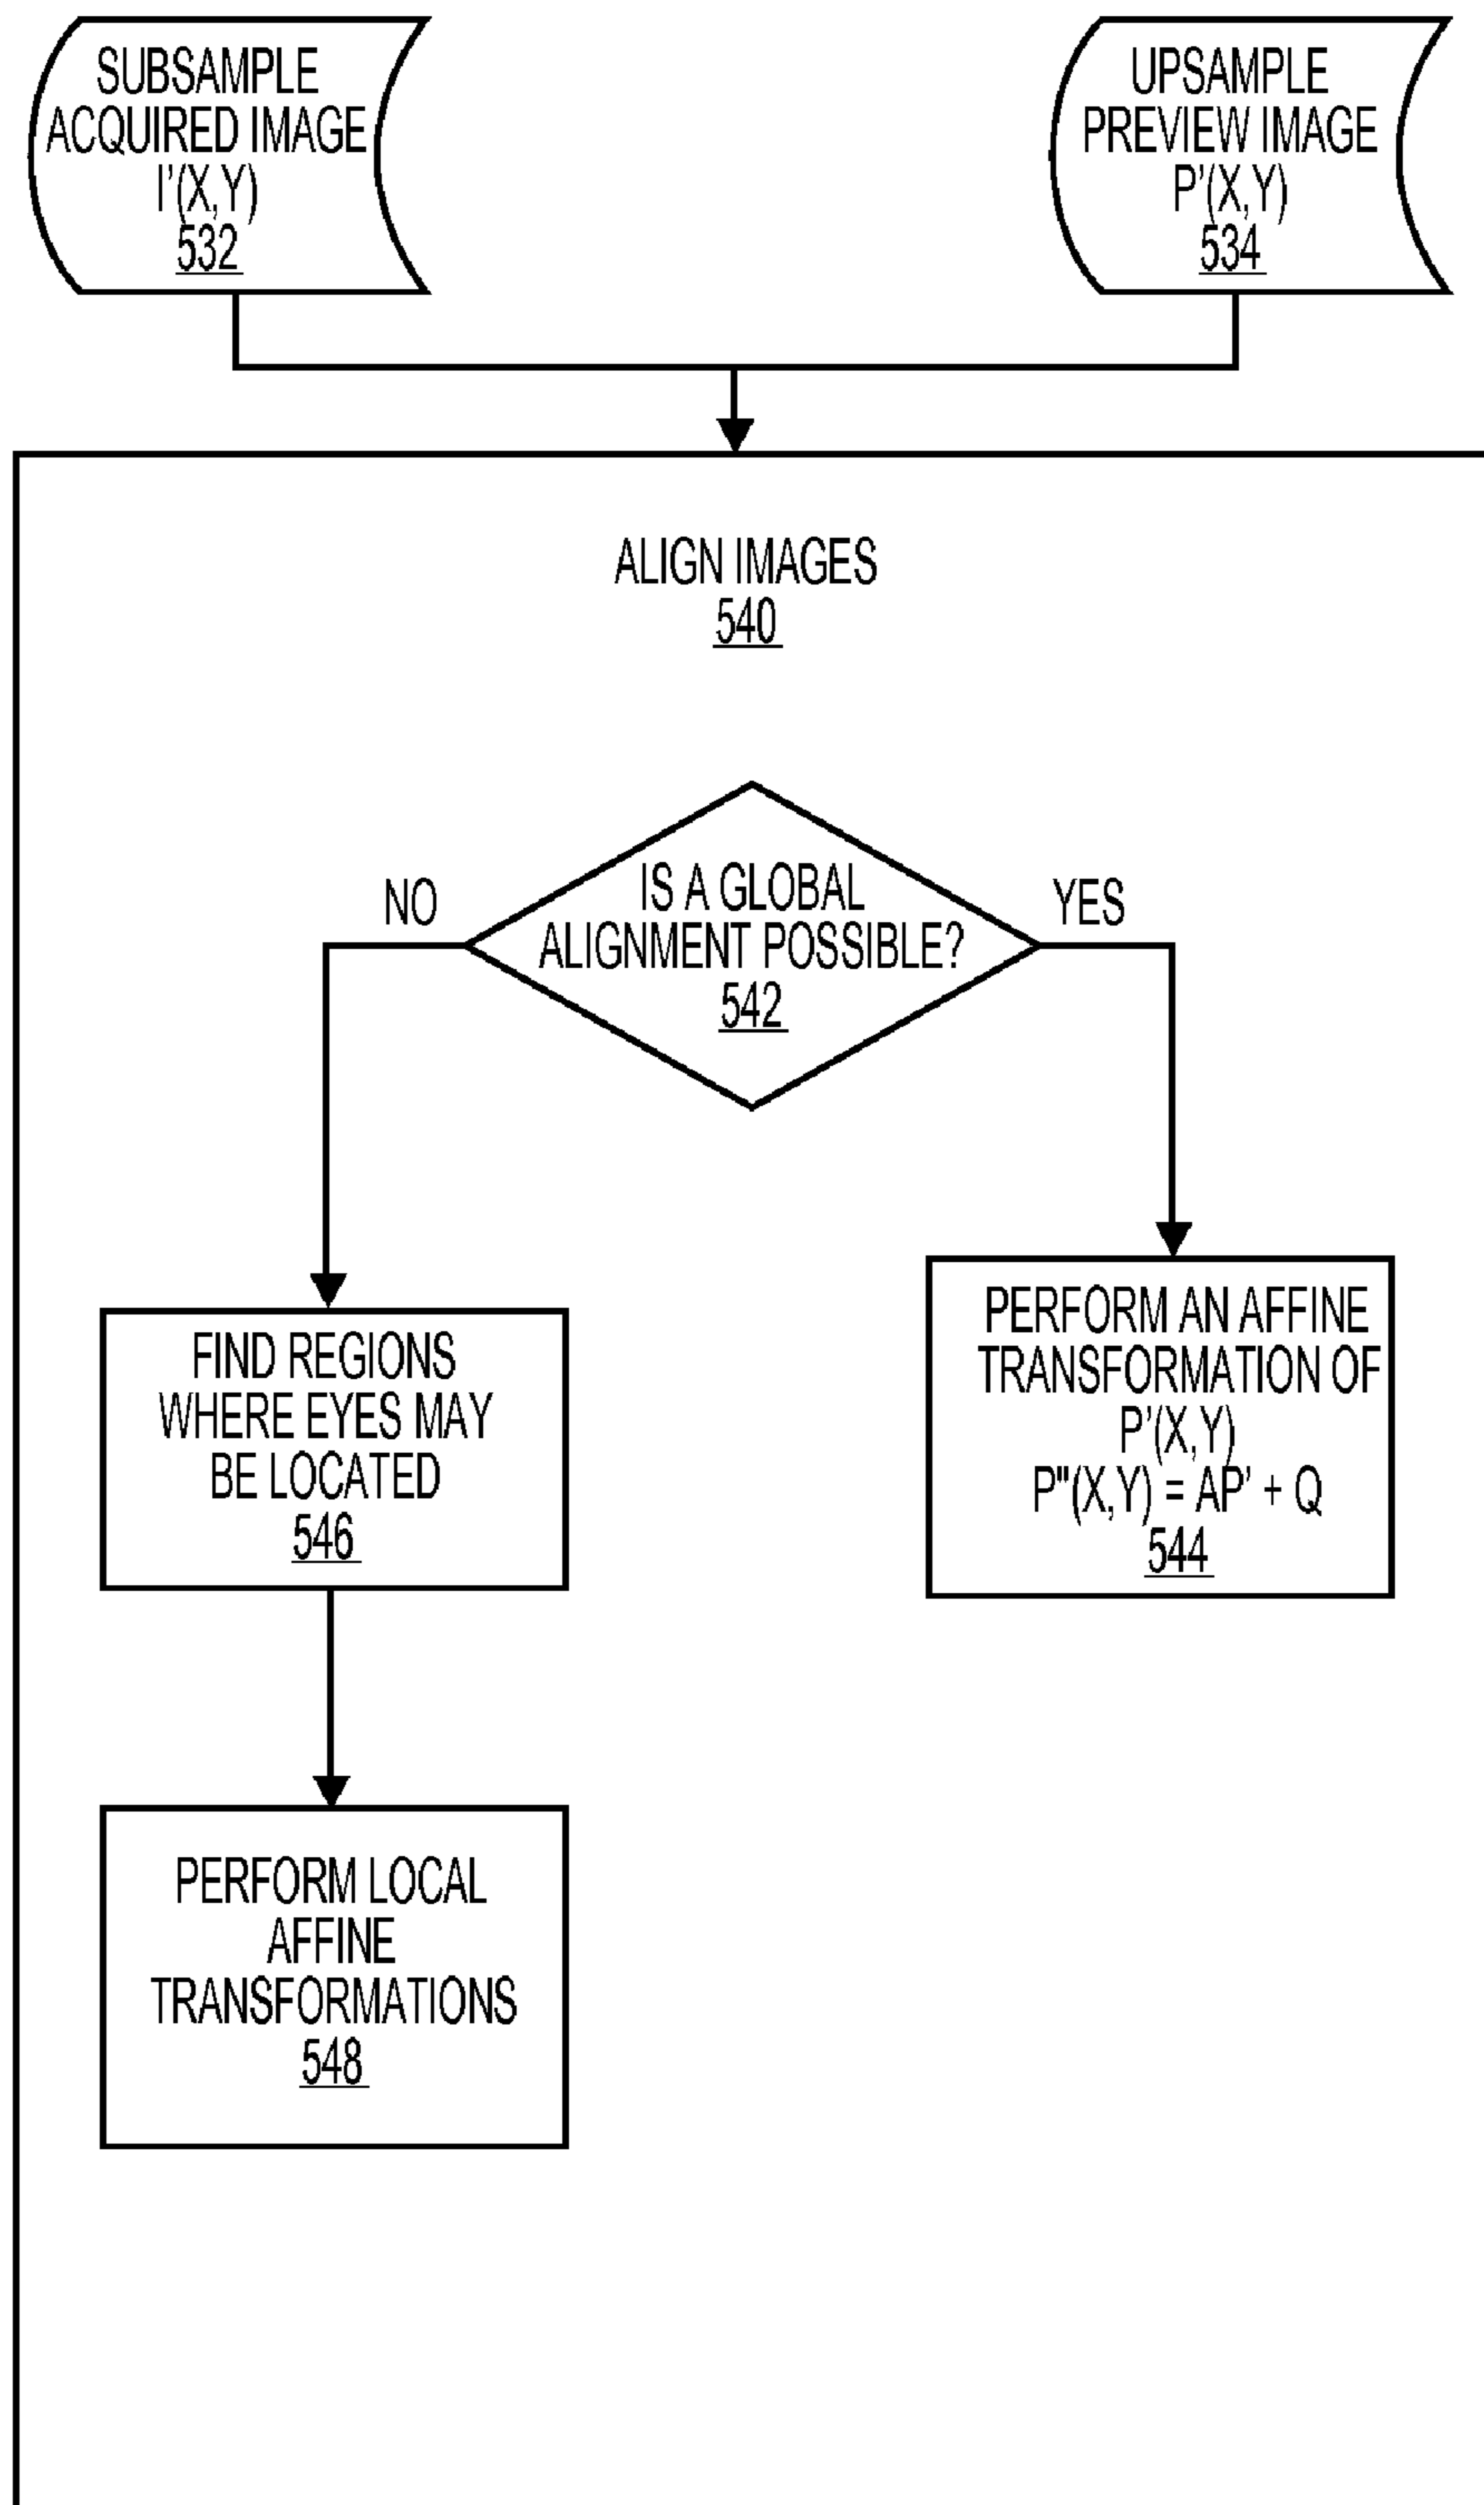 SUBSAMPLE
ACQUIRED IMAGE
I'(X,Y)
532
UPSAMPLE
PREVIEW IMAGE
P'(X,Y)
534
ALIGN IMAGES
540
IS A GLOBAL
ALIGNMENT POSSIBLE?
542
NO
YES
FIND REGIONS
WHERE EYES MAY
BE LOCATED
546
PERFORM AN AFFINE
TRANSFORMATION OF
P'(X,Y)
P"(X,Y) = AP' + Q
544
PERFORM LOCAL
AFFINE
TRANSFORMATIONS
548